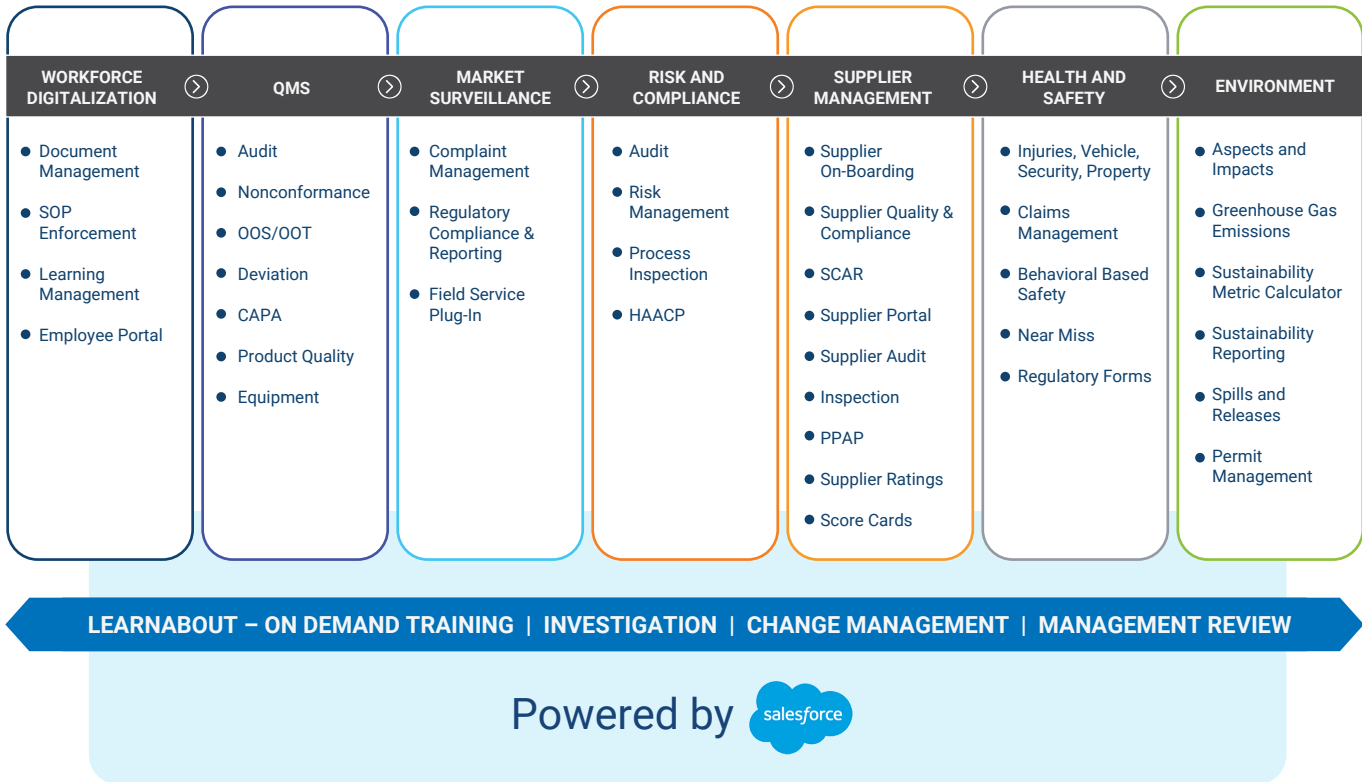 WORKFORCE
DIGITALIZATION
QMS
MARKET
SURVEILLANCE
RISK AND
COMPLIANCE
SUPPLIER
MANAGEMENT
HEALTH AND
SAFETY
ENVIRONMENT
Document
Management
SOP
Enforcement
Learning
Management
Employee Portal
Audit
Nonconformance
OOS/OOT
Deviation
CAPA
Product Quality
Equipment
Complaint
Management
Regulatory
Compliance &
Reporting
Field Service
Plug-In
Audit
Risk
Management
Process
Inspection
HAACP
Supplier
On-Boarding
Supplier Quality &
Compliance
SCAR
Supplier Portal
Supplier Audit
Inspection
PPAP
Supplier Ratings
Score Cards
Injuries, Vehicle,
Security, Property
Claims
Management
Behavioral Based
Safety
Near Miss
Regulatory Forms
Aspects and
Impacts
Greenhouse Gas
Emissions
Sustainability
Metric Calculator
Sustainability
Reporting
Spills and
Releases
Permit
Management
LEARNABOUT – ON DEMAND TRAINING | INVESTIGATION | CHANGE MANAGEMENT | MANAGEMENT REVIEW
Powered by salesforce